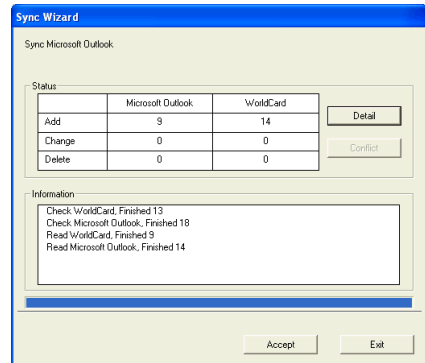 Sync Wizard
Sync Microsoft Outlook
Status
Microsoft Outlook WorldCard
Add 9 14
Detail
Change 0 0
Conflict
Delete 0 0
Information
Check WorldCard, Finished 13
Check Microsoft Outlook, Finished 18
Read WorldCard, Finished 9
Read Microsoft Outlook, Finished 14
Accept Exit